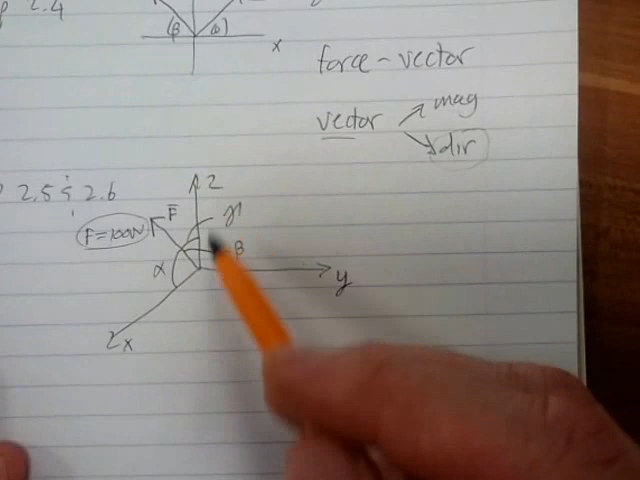 2.4
β
α
x
force - vector
vector
mag
dir
2.5 2.6
Z
F
γ
F=100N
β
α
y
x